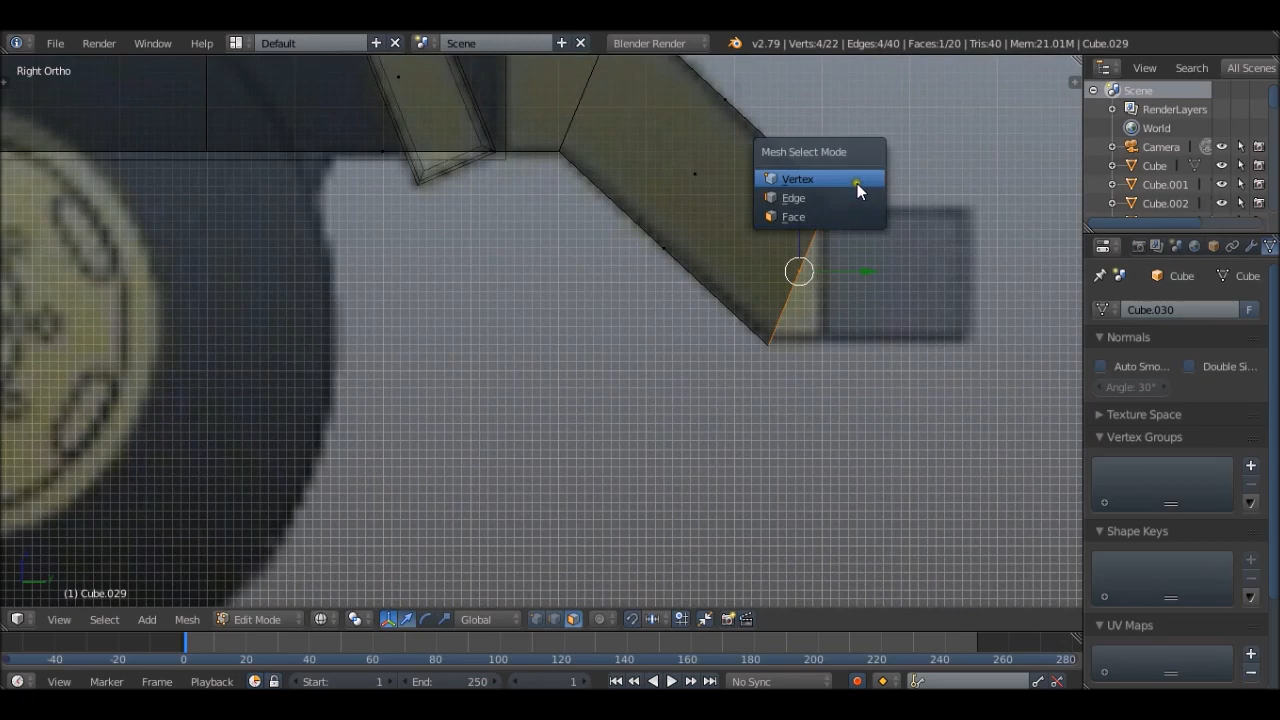 File Render Window Help Default Scene Blender Render v2.79 | Verts:4/22 | Edges:4/40 | Faces:1/20 | Tris:40 | Mem:21.01M | Cube.029
Right Ortho
View Search All Scenes
Scene
RenderLayers
World
Camera
Cube
Cube.001
Cube.002
Mesh Select Mode
Vertex
Edge
Face
Cube Cube
Cube.030 F
Normals
Auto Smo... Double Si...
Angle: 30°
Texture Space
Vertex Groups
Shape Keys
UV Maps
(1) Cube.029
View Select Add Mesh Edit Mode Global
-40 -20 0 20 40 60 80 100 120 140 160 180 200 220 240 260 280
View Marker Frame Playback Start: 1 End: 250 1 No Sync